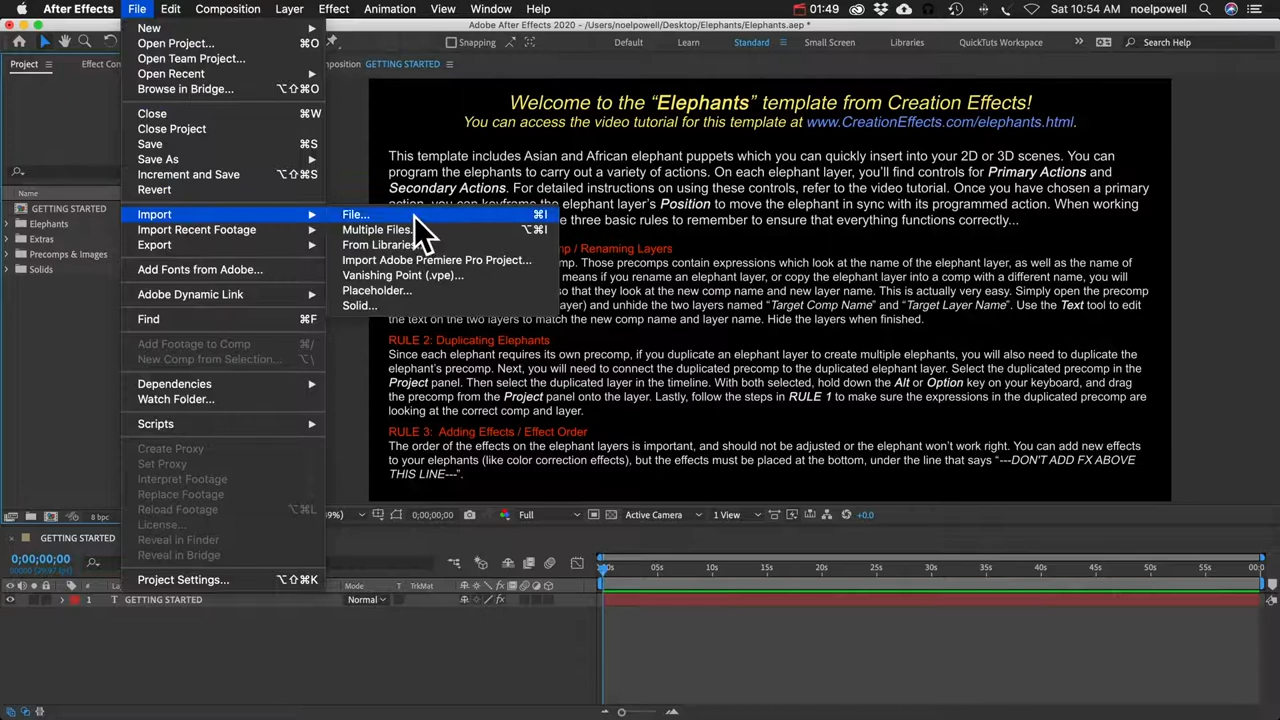 After Effects File Edit Composition Layer Effect Animation View Window Help 01:49 Sat 10:54 AM noelpowell
Adobe After Effects 2020 - /Users/noelpowell/Desktop/Elephants/Elephants.aep *
Snapping Default Learn Standard Small Screen Libraries QuickTuts Workspace Search Help
Project Effect Con position GETTING STARTED
New
Open Project... ⌘O
Open Team Project...
Open Recent
Browse in Bridge... ⌥⇧⌘O
Close ⌘W
Close Project
Save ⌘S
Save As
Increment and Save ⌥⇧⌘S
Revert
Import
Import Recent Footage
Export
Add Fonts from Adobe...
Adobe Dynamic Link
Find ⌘F
Add Footage to Comp ⌘/
New Comp from Selection... ⌥\
Dependencies
Watch Folder...
Scripts
Create Proxy
Set Proxy
Interpret Footage
Replace Footage
Reload Footage ⌥⌘L
License...
Reveal in Finder
Reveal in Bridge
Project Settings... ⌥⇧⌘K
File... ⌘I
Multiple Files... ⌥⌘I
From Libraries
Import Adobe Premiere Pro Project...
Vanishing Point (.vpe)...
Placeholder...
Solid...
Name
GETTING STARTED
Elephants
Extras
Precomps & Images
Solids
8 bpc
Welcome to the “Elephants” template from Creation Effects!
You can access the video tutorial for this template at www.CreationEffects.com/elephants.html.
This template includes Asian and African elephant puppets which you can quickly insert into your 2D or 3D scenes. You can
program the elephants to carry out a variety of actions. On each elephant layer, you’ll find controls for Primary Actions and
Secondary Actions. For detailed instructions on using these controls, refer to the video tutorial. Once you have chosen a primary
action, you can keyframe the elephant layer’s Position to move the elephant in sync with its programmed action. When working
e three basic rules to remember to ensure that everything functions correctly...
mp / Renaming Layers
mp. Those precomps contain expressions which look at the name of the elephant layer, as well as the name of
means if you rename an elephant layer, or copy the elephant layer into a comp with a different name, you will
so that they look at the new comp name and new layer name. This is actually very easy. Simply open the precomp
layer) and unhide the two layers named “Target Comp Name” and “Target Layer Name”. Use the Text tool to edit
the text on the two layers to match the new comp name and layer name. Hide the layers when finished.
RULE 2: Duplicating Elephants
Since each elephant requires its own precomp, if you duplicate an elephant layer to create multiple elephants, you will also need to duplicate the
elephant’s precomp. Next, you will need to connect the duplicated precomp to the duplicated elephant layer. Select the duplicated precomp in the
Project panel. Then select the duplicated layer in the timeline. With both selected, hold down the Alt or Option key on your keyboard, and drag
the precomp from the Project panel onto the layer. Lastly, follow the steps in RULE 1 to make sure the expressions in the duplicated precomp are
looking at the correct comp and layer.
RULE 3: Adding Effects / Effect Order
The order of the effects on the elephant layers is important, and should not be adjusted or the elephant won’t work right. You can add new effects
to your elephants (like color correction effects), but the effects must be placed at the bottom, under the line that says “---DON'T ADD FX ABOVE
THIS LINE---”.
9%) 0;00;00;00 Full Active Camera 1 View +0.0
GETTING STARTED
0;00;00;00
# Mode T TrkMat
1 T GETTING STARTED Normal
05s 10s 15s 20s 25s 30s 35s 40s 45s 50s 55s